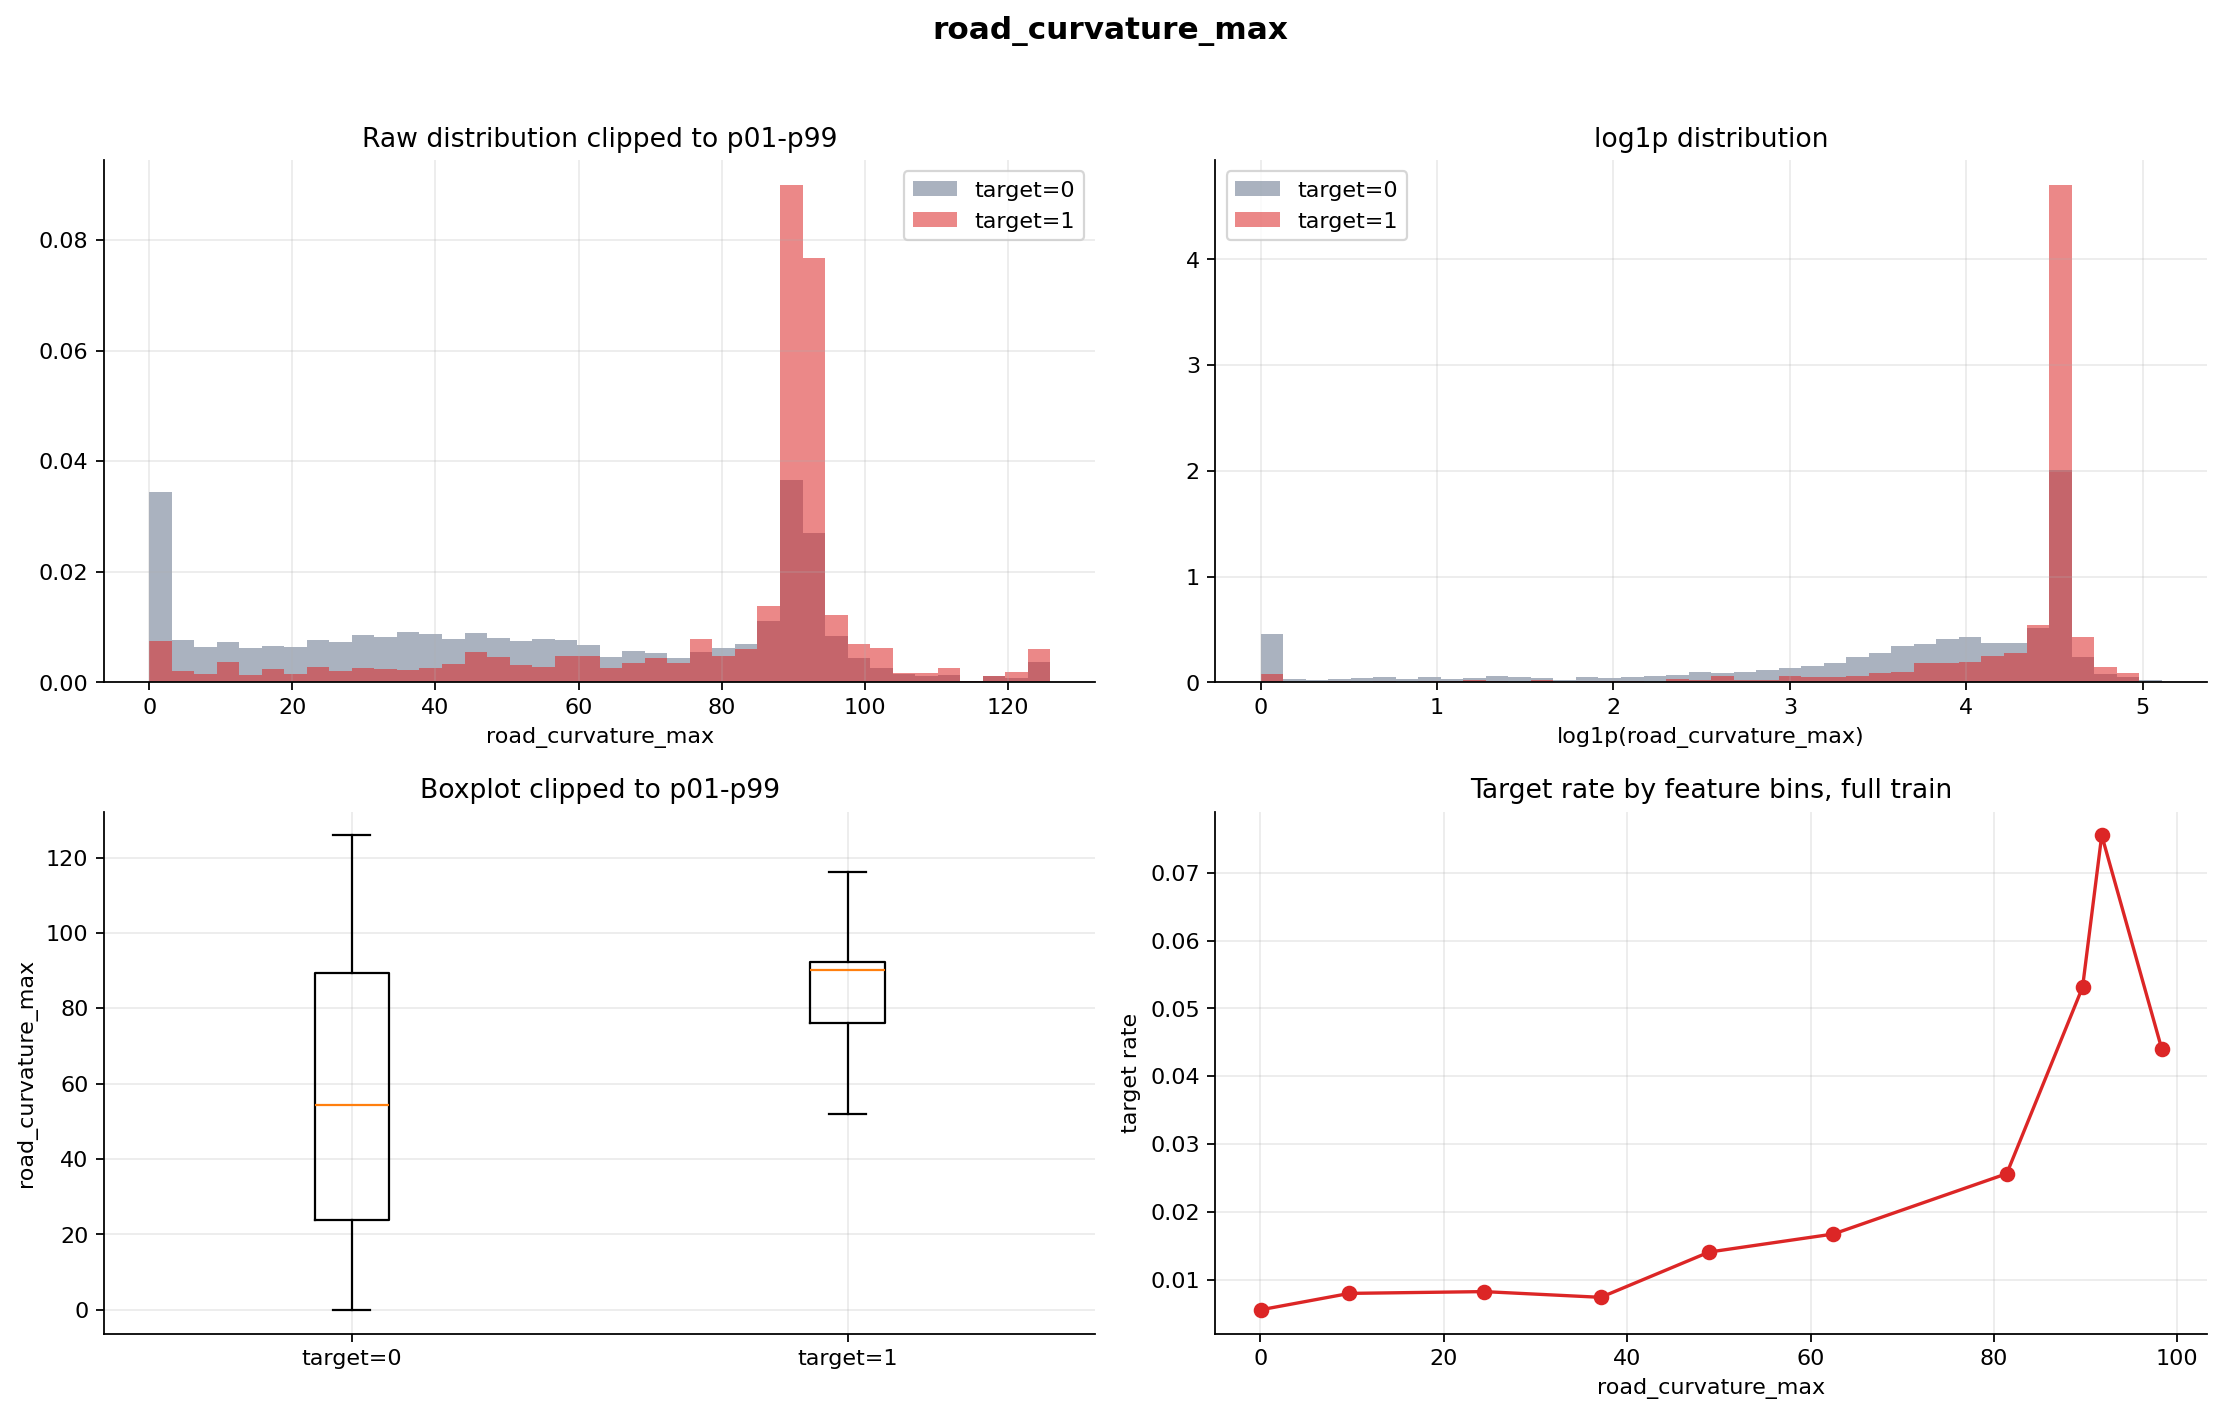 road_curvature_max
Raw distribution clipped to p01-p99
target=0
target=1
0.08
0.06
0.04
0.02
0.00
0 20 40 60 80 100 120
road_curvature_max
log1p distribution
target=0
target=1
4
3
2
1
0
0 1 2 3 4 5
log1p(road_curvature_max)
Boxplot clipped to p01-p99
road_curvature_max
120
100
80
60
40
20
0
target=0 target=1
Target rate by feature bins, full train
target rate
0.07
0.06
0.05
0.04
0.03
0.02
0.01
0 20 40 60 80 100
road_curvature_max